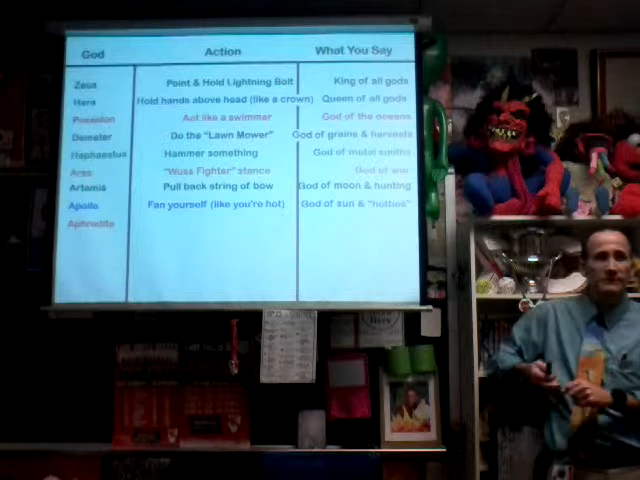 God Action What You Say
Zeus Point & Hold Lightning Bolt King of all gods
Hera Hold hands above head (like a crown) Queen of all gods
Poseidon Act like a swimmer God of the oceans
Demeter Do the "Lawn Mower" God of grains & harvests
Hephaestus Hammer something God of metal smiths
Ares "Wuss Fighter" stance God of war
Artemis Pull back string of bow God of moon & hunting
Apollo Fan yourself (like you're hot) God of sun & "hotties"
Aphrodite